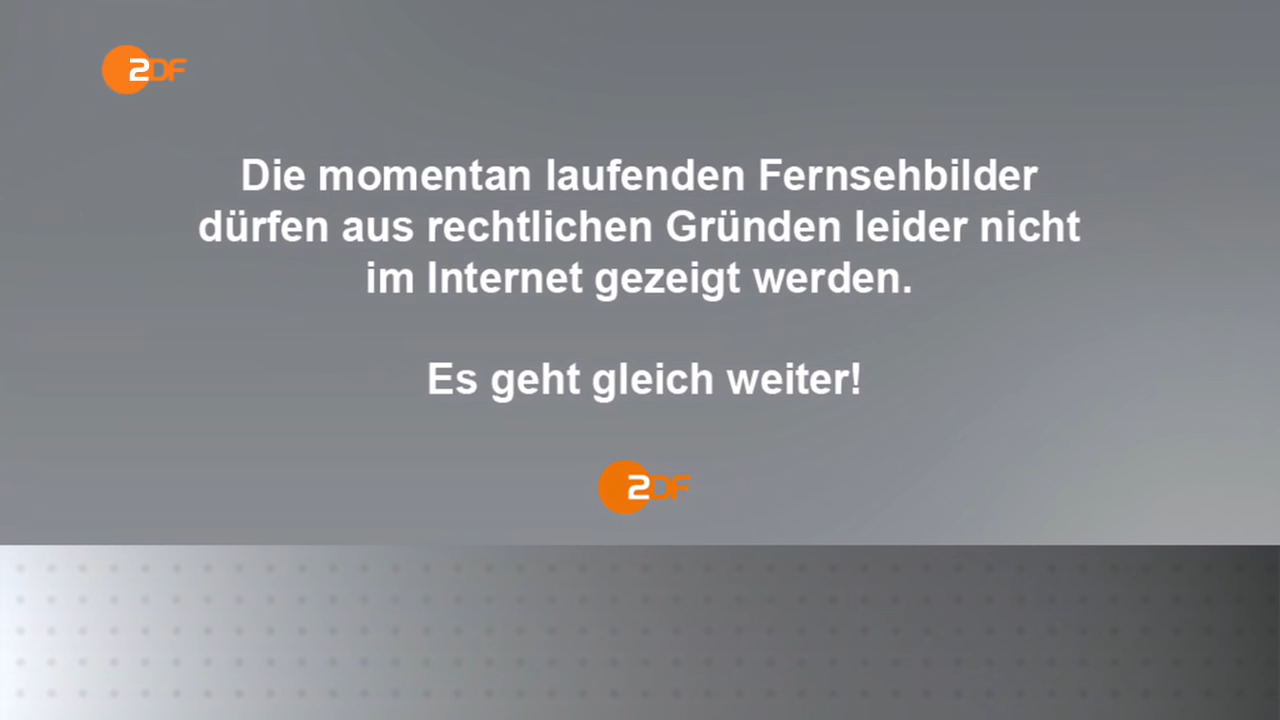 ZDF
Die momentan laufenden Fernsehbilder
dürfen aus rechtlichen Gründen leider nicht
im Internet gezeigt werden.
Es geht gleich weiter!
ZDF